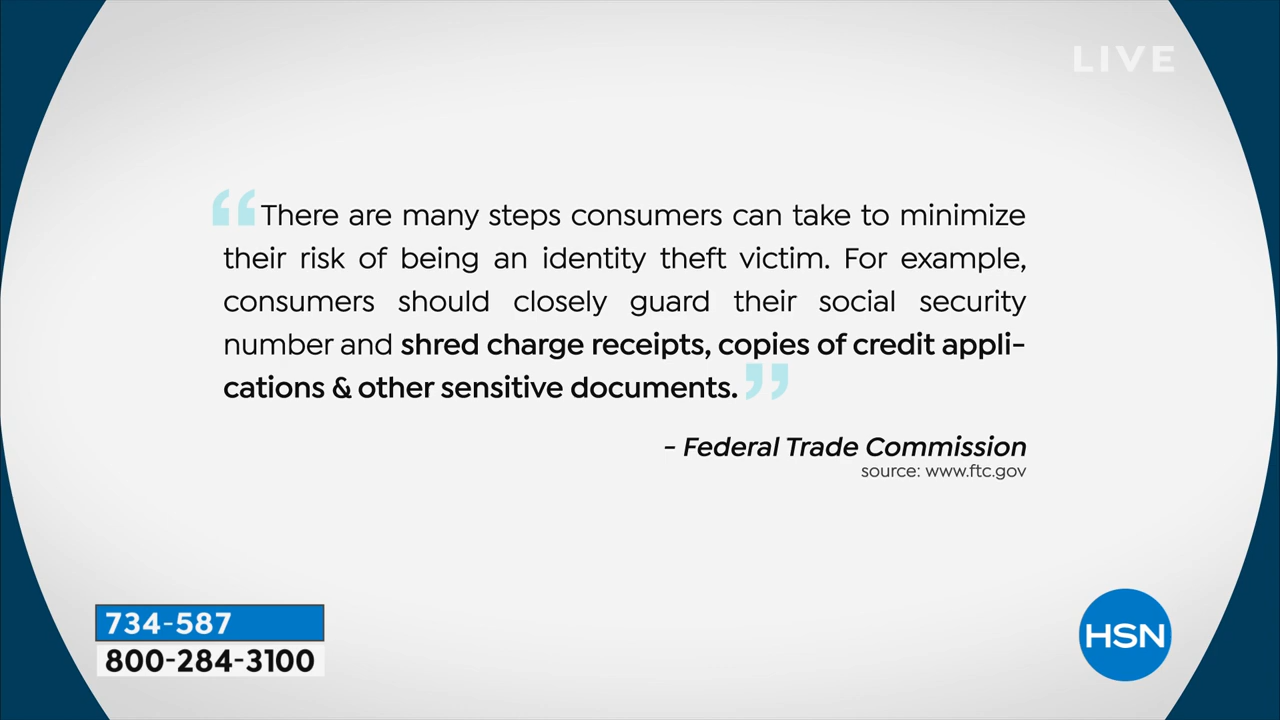 LIVE
“There are many steps consumers can take to minimize
their risk of being an identity theft victim. For example,
consumers should closely guard their social security
number and shred charge receipts, copies of credit appli-
cations & other sensitive documents.”
- Federal Trade Commission
source: www.ftc.gov
734-587
800-284-3100
HSN